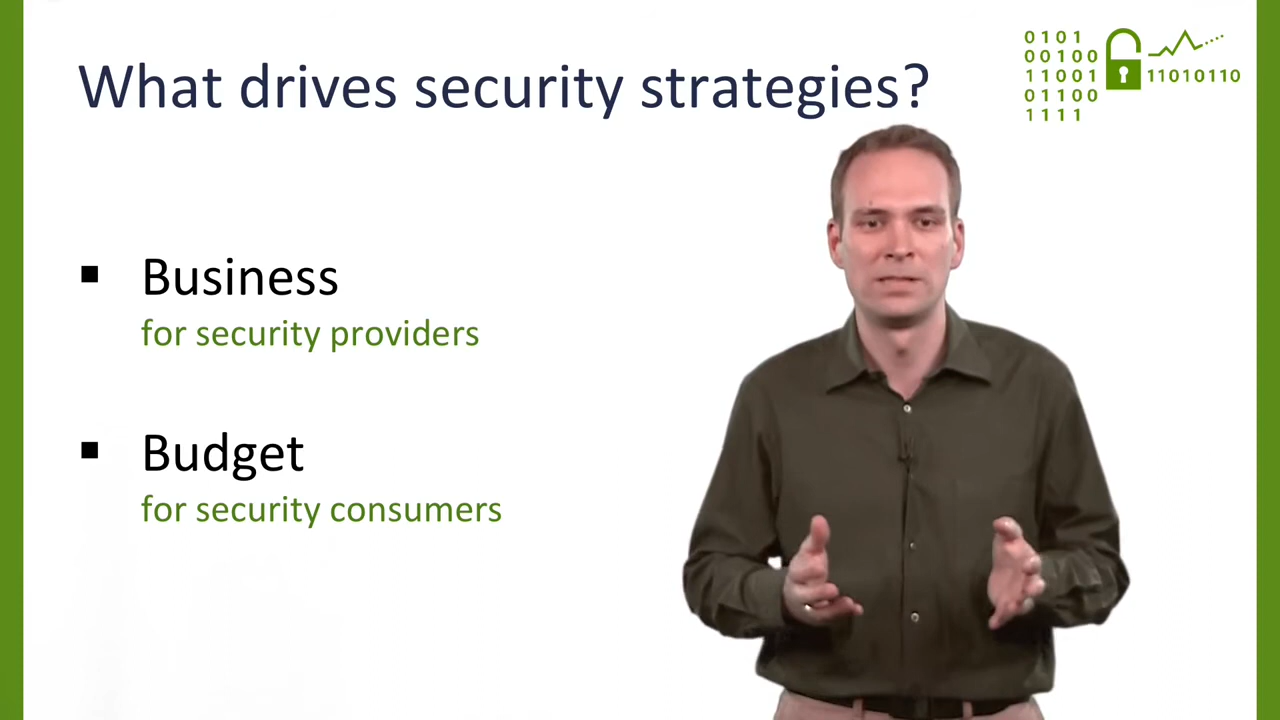 What drives security strategies?
0101
00100
11001
01100
1111
11010110
Business
for security providers
Budget
for security consumers